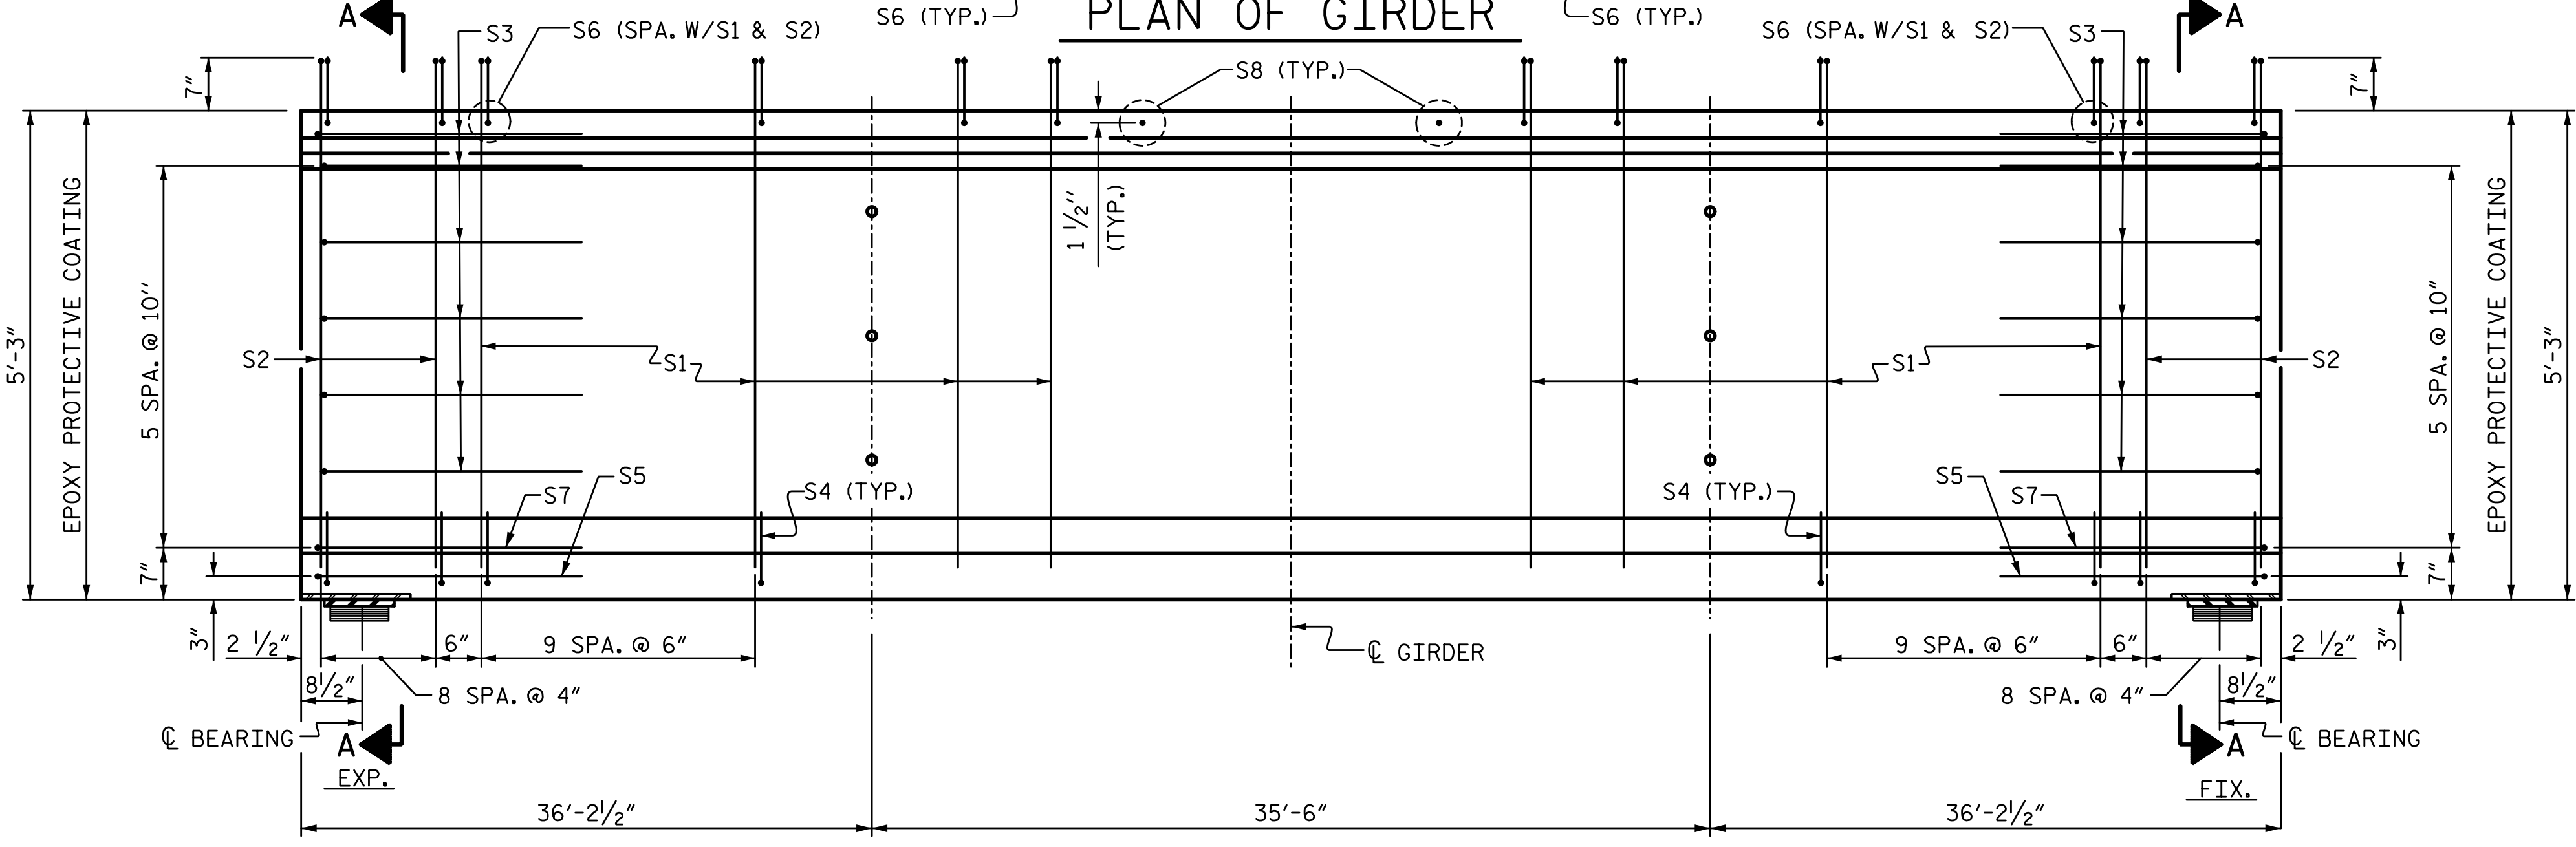 A
S3
S6 (SPA. W/S1 & S2)
S6 (TYP.)
PLAN OF GIRDER
S6 (TYP.)
S6 (SPA. W/S1 & S2)
S3
A
7"
S8 (TYP.)
7"
1 1/2"
(TYP.)
5'-3"
EPOXY PROTECTIVE COATING
5 SPA. @ 10"
S2
S1
S1
S2
5 SPA. @ 10"
EPOXY PROTECTIVE COATING
5'-3"
S7
S5
S4 (TYP.)
S4 (TYP.)
S5
S7
7"
7"
3"
2 1/2"
6"
9 SPA. @ 6"
℄ GIRDER
9 SPA. @ 6"
6"
2 1/2"
3"
8 1/2"
8 SPA. @ 4"
8 SPA. @ 4"
8 1/2"
℄ BEARING
A
A
℄ BEARING
EXP.
FIX.
36'-2 1/2"
35'-6"
36'-2 1/2"